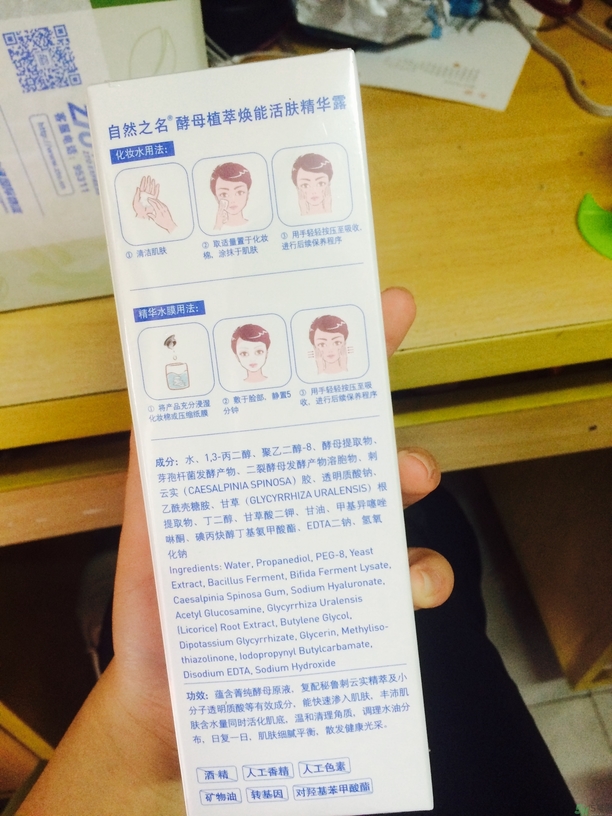 自然之名® 酵母植萃焕能活肤精华露
化妆水用法：
① 清洁肌肤
② 取适量置于化妆
棉，涂抹于肌肤
③ 用手轻轻按压至吸收，
进行后续保养程序
精华水膜用法：
① 将产品充分浸湿
化妆棉或压缩纸膜
② 敷于脸部、静置5
分钟
③ 用手轻轻按压至吸
收，进行后续保养程序
成分：水、1,3-丙二醇、聚乙二醇-8、酵母提取物、
芽孢杆菌发酵产物、二裂酵母发酵产物溶胞物、刺
云实（CAESALPINIA SPINOSA）胶、透明质酸钠、
乙酰壳糖胺、甘草（GLYCYRRHIZA URALENSIS）根
提取物、丁二醇、甘草酸二钾、甘油、甲基异噻唑
啉酮、碘丙炔醇丁基氨甲酸酯、EDTA二钠、氢氧
化钠
Ingredients: Water, Propanediol, PEG-8, Yeast
Extract, Bacillus Ferment, Bifida Ferment Lysate,
Caesalpinia Spinosa Gum, Sodium Hyaluronate,
Acetyl Glucosamine, Glycyrrhiza Uralensis
(Licorice) Root Extract, Butylene Glycol,
Dipotassium Glycyrrhizate, Glycerin, Methyliso-
thiazolinone, Iodopropynyl Butylcarbamate,
Disodium EDTA, Sodium Hydroxide
功效：蕴含菁纯酵母原液，复配秘鲁刺云实精萃及小
分子透明质酸等有效成分，能快速渗入肌肤，丰沛肌
肤含水量同时活化肌底，温和清理角质，调理水油分
布，日复一日，肌肤细腻平衡，散发健康光采。
酒精 人工香精 人工色素
矿物油 转基因 对羟基苯甲酸酯